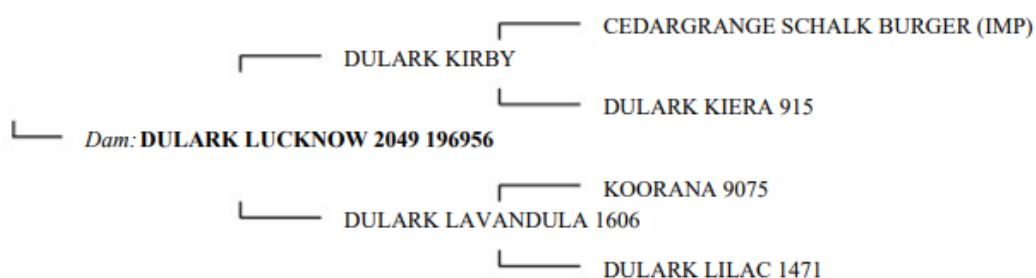 CEDARGRANGE SCHALK BURGER (IMP)
DULARK KIRBY
DULARK KIERA 915
Dam: DULARK LUCKNOW 2049 196956
KOORANA 9075
DULARK LAVANDULA 1606
DULARK LILAC 1471